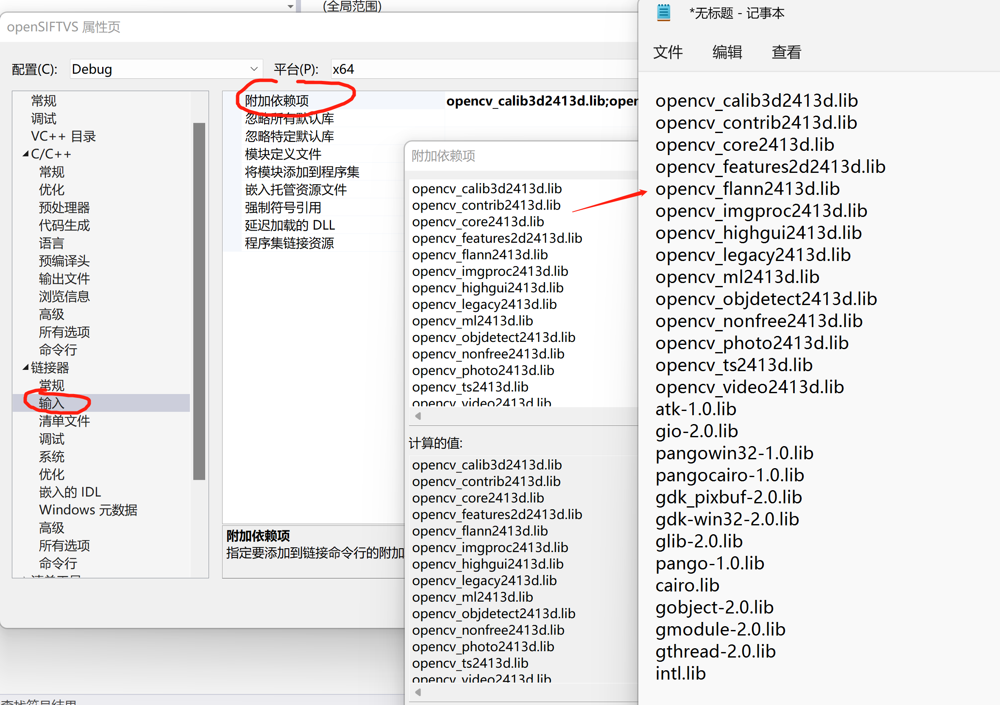 (全局范围)
openSIFTVS 属性页
配置(C):
Debug
平台(P):
x64
常规
调试
VC++ 目录
C/C++
常规
优化
预处理器
代码生成
语言
预编译头
输出文件
浏览信息
高级
所有选项
命令行
链接器
常规
输入
清单文件
调试
系统
优化
嵌入的 IDL
Windows 元数据
高级
所有选项
命令行
附加依赖项
opencv_calib3d2413d.lib;open
忽略所有默认库
忽略特定默认库
模块定义文件
将模块添加到程序集
嵌入托管资源文件
强制符号引用
延迟加载的 DLL
程序集链接资源
附加依赖项
指定要添加到链接命令行的附加
附加依赖项
opencv_calib3d2413d.lib
opencv_contrib2413d.lib
opencv_core2413d.lib
opencv_features2d2413d.lib
opencv_flann2413d.lib
opencv_imgproc2413d.lib
opencv_highgui2413d.lib
opencv_legacy2413d.lib
opencv_ml2413d.lib
opencv_objdetect2413d.lib
opencv_nonfree2413d.lib
opencv_photo2413d.lib
opencv_ts2413d.lib
opencv_video2413d.lib
计算的值:
opencv_calib3d2413d.lib
opencv_contrib2413d.lib
opencv_core2413d.lib
opencv_features2d2413d.lib
opencv_flann2413d.lib
opencv_imgproc2413d.lib
opencv_highgui2413d.lib
opencv_legacy2413d.lib
opencv_ml2413d.lib
opencv_objdetect2413d.lib
opencv_nonfree2413d.lib
opencv_photo2413d.lib
opencv_ts2413d.lib
opencv_video2413d.lib
*无标题 - 记事本
文件 编辑 查看
opencv_calib3d2413d.lib
opencv_contrib2413d.lib
opencv_core2413d.lib
opencv_features2d2413d.lib
opencv_flann2413d.lib
opencv_imgproc2413d.lib
opencv_highgui2413d.lib
opencv_legacy2413d.lib
opencv_ml2413d.lib
opencv_objdetect2413d.lib
opencv_nonfree2413d.lib
opencv_photo2413d.lib
opencv_ts2413d.lib
opencv_video2413d.lib
atk-1.0.lib
gio-2.0.lib
pangowin32-1.0.lib
pangocairo-1.0.lib
gdk_pixbuf-2.0.lib
gdk-win32-2.0.lib
glib-2.0.lib
pango-1.0.lib
cairo.lib
gobject-2.0.lib
gmodule-2.0.lib
gthread-2.0.lib
intl.lib